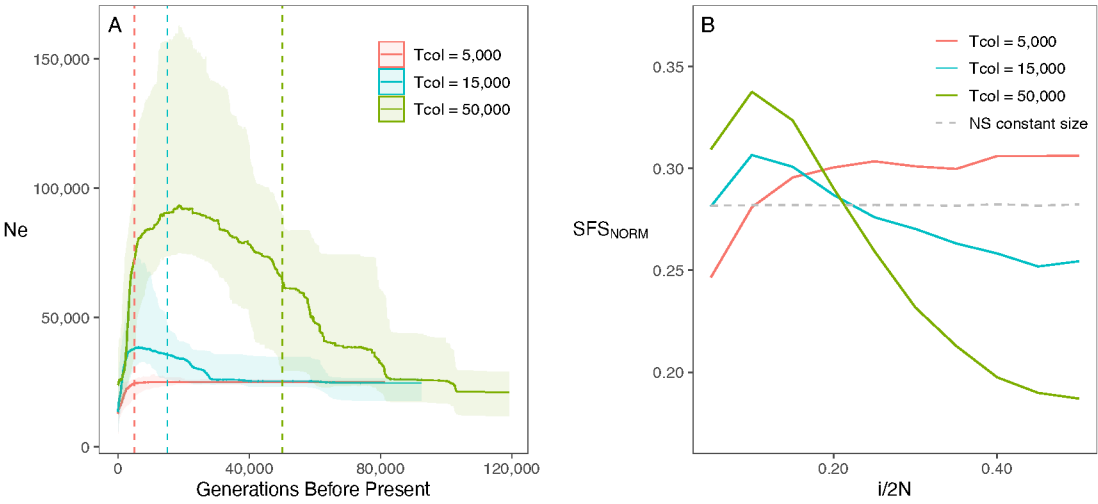 A
Ne
150,000
100,000
50,000
0
Tcol = 5,000
Tcol = 15,000
Tcol = 50,000
0
40,000
80,000
120,000
Generations Before Present
B
SFSNORM
0.35
0.30
0.25
0.20
Tcol = 5,000
Tcol = 15,000
Tcol = 50,000
NS constant size
0.20
0.40
i/2N